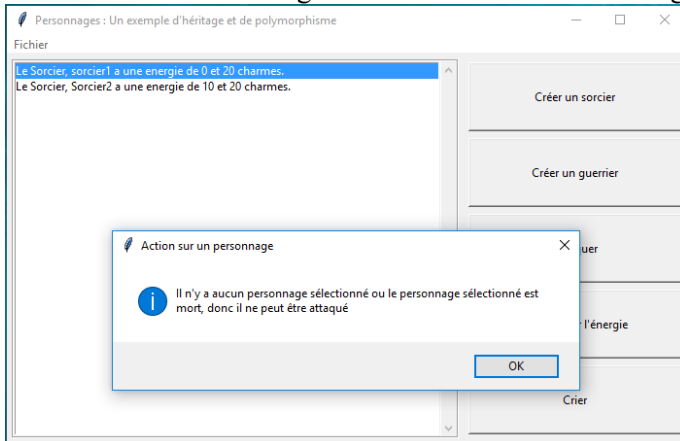 Personnages : Un exemple d'héritage et de polymorphisme
Fichier
Le Sorcier, sorcier1 a une energie de 0 et 20 charmes.
Le Sorcier, Sorcier2 a une energie de 10 et 20 charmes.
Créer un sorcier
Créer un guerrier
Action sur un personnage
Il n'y a aucun personnage sélectionné ou le personnage sélectionné est
mort, donc il ne peut être attaqué
OK
uer
l'énergie
Crier